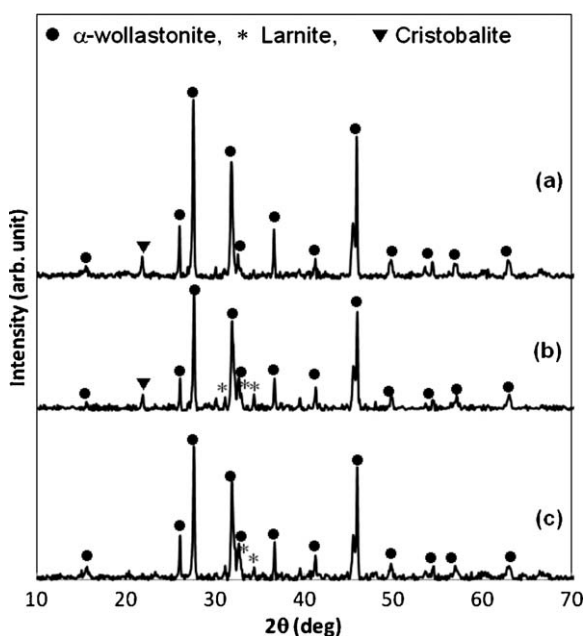 ● α-wollastonite, * Larnite, ▼ Cristobalite
(a)
(b)
(c)
Intensity (arb. unit)
10 20 30 40 50 60 70
2θ (deg)